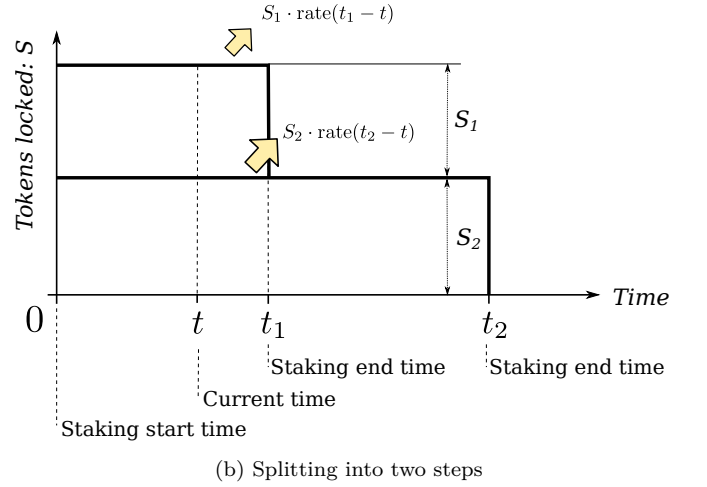 S₁ · rate(t₁ − t)
Tokens locked: S
S₂ · rate(t₂ − t)
S₁
S₂
Time
0
t
t₁
t₂
Staking end time
Staking end time
Current time
Staking start time
(b) Splitting into two steps